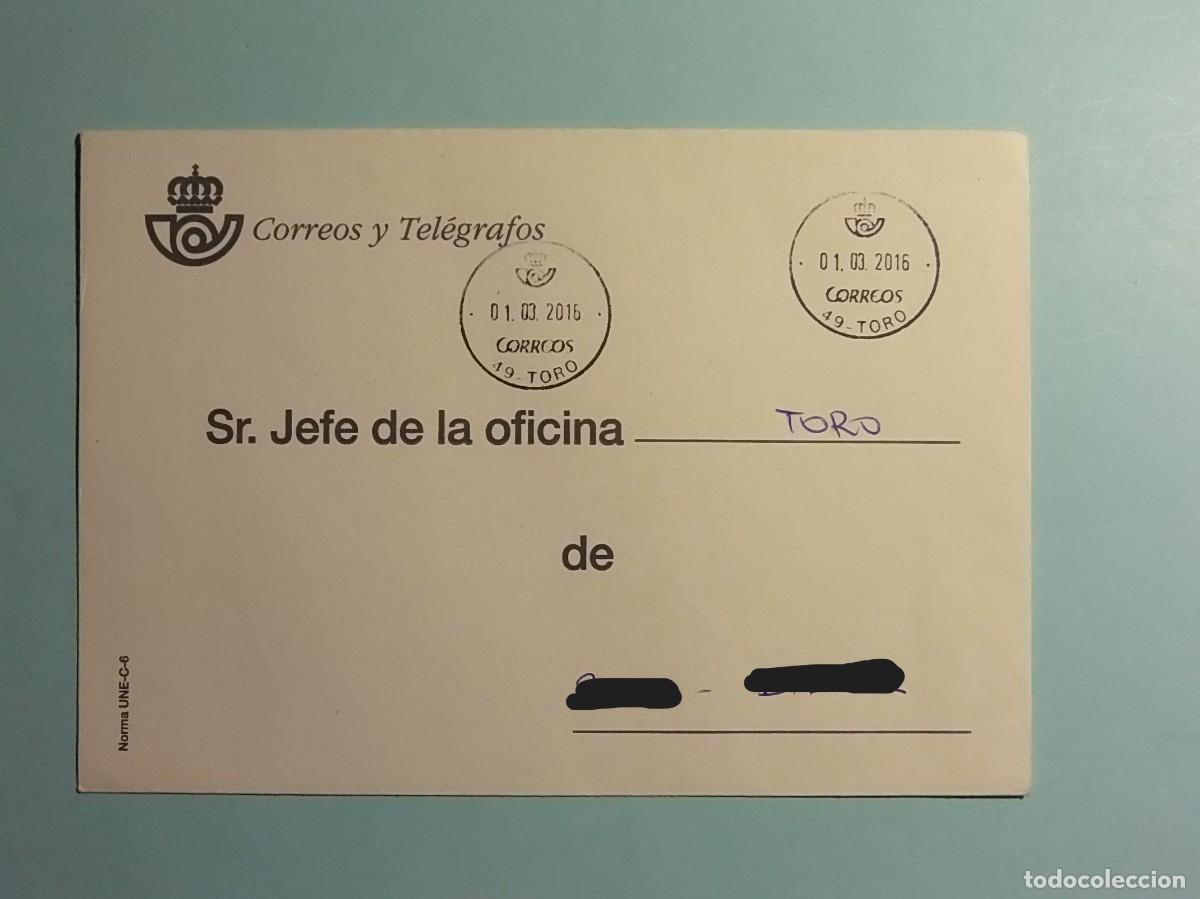 Correos y Telégrafos
01.03.2016
CORREOS
49-TORO
01.03.2016
CORREOS
49-TORO
Sr. Jefe de la oficina TORO
de
-
Norma UNE-C-6
todocoleccion